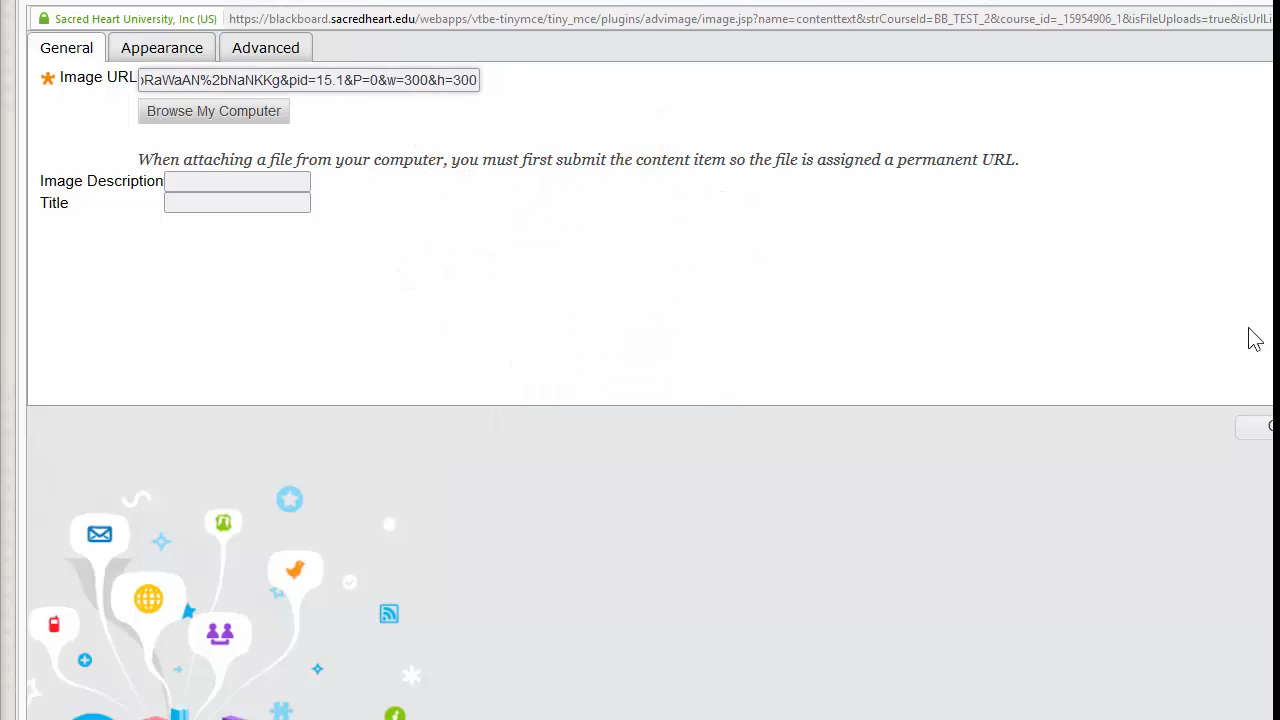 Sacred Heart University, Inc (US) https://blackboard.sacredheart.edu/webapps/vtbe-tinymce/tiny_mce/plugins/advimage/image.jsp?name=contenttext&strCourseId=BB_TEST_2&course_id=_15954906_1&isFileUploads=true&isUrlLi
General Appearance Advanced
Image URL oRaWaAN%2bNaNKKg&pid=15.1&P=0&w=300&h=300
Browse My Computer
When attaching a file from your computer, you must first submit the content item so the file is assigned a permanent URL.
Image Description
Title